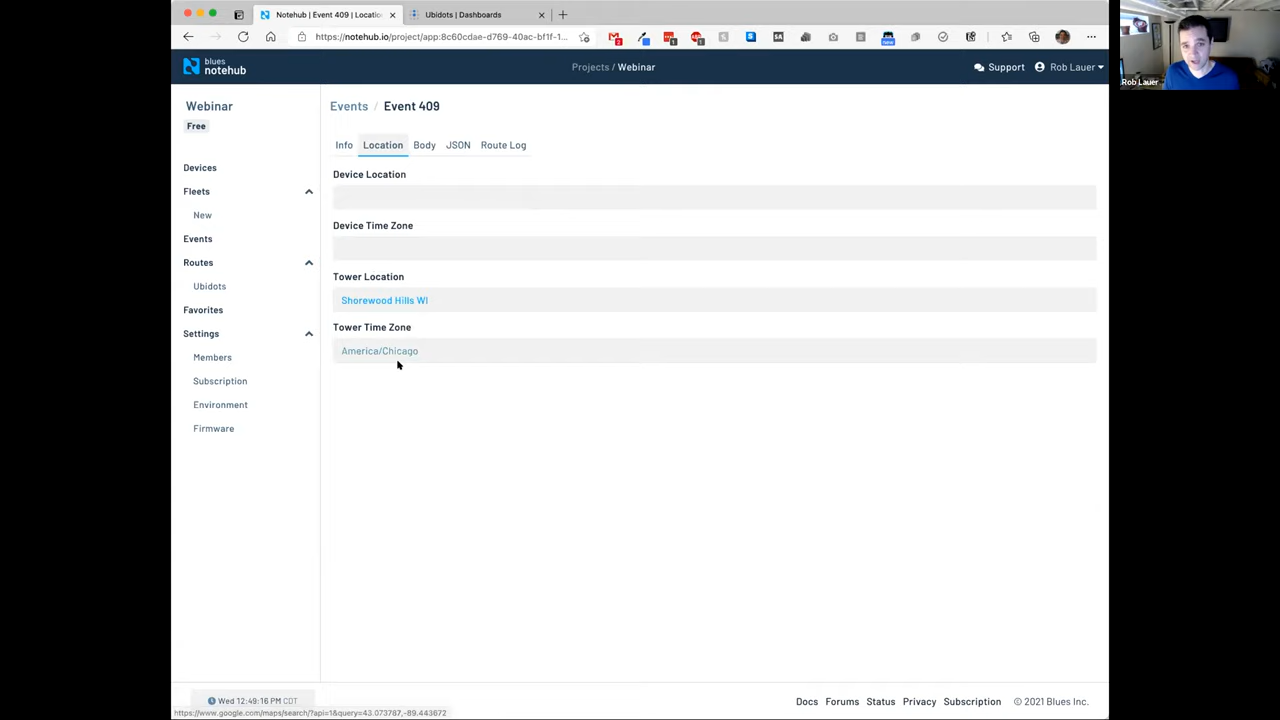 Notehub | Event 409 | Locatio
Ubidots | Dashboards
https://notehub.io/project/app:8c60cdae-d769-40ac-bf1f-1...
blues
notehub
Projects / Webinar
Support
Rob Lauer
Rob Lauer
Webinar
Free
Devices
Fleets
New
Events
Routes
Ubidots
Favorites
Settings
Members
Subscription
Environment
Firmware
Events / Event 409
Info
Location
Body
JSON
Route Log
Device Location
Device Time Zone
Tower Location
Shorewood Hills WI
Tower Time Zone
America/Chicago
Wed 12:49:16 PM CDT
Docs
Forums
Status
Privacy
Subscription
© 2021 Blues Inc.
https://www.google.com/maps/search/?api=1&query=43.073787,-89.443672